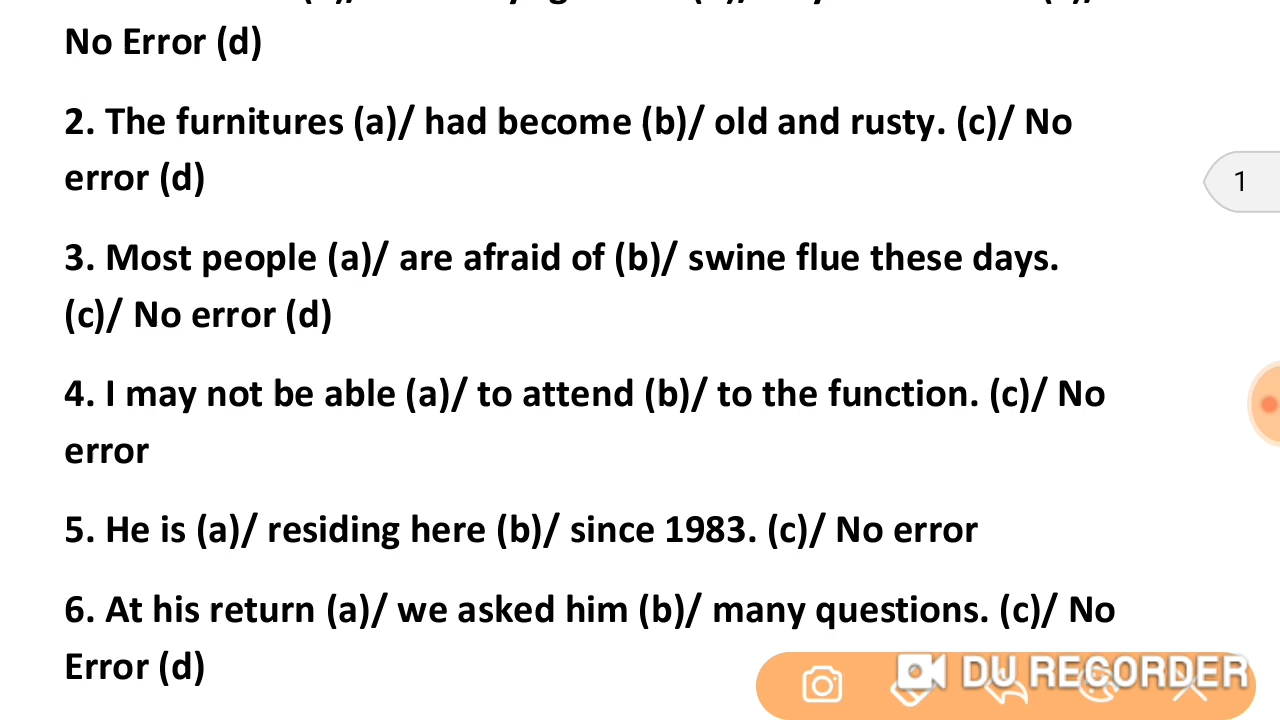 No Error (d)
2. The furnitures (a)/ had become (b)/ old and rusty. (c)/ No
error (d)
1
3. Most people (a)/ are afraid of (b)/ swine flue these days.
(c)/ No error (d)
4. I may not be able (a)/ to attend (b)/ to the function. (c)/ No
error
5. He is (a)/ residing here (b)/ since 1983. (c)/ No error
6. At his return (a)/ we asked him (b)/ many questions. (c)/ No
Error (d)
DU RECORDER